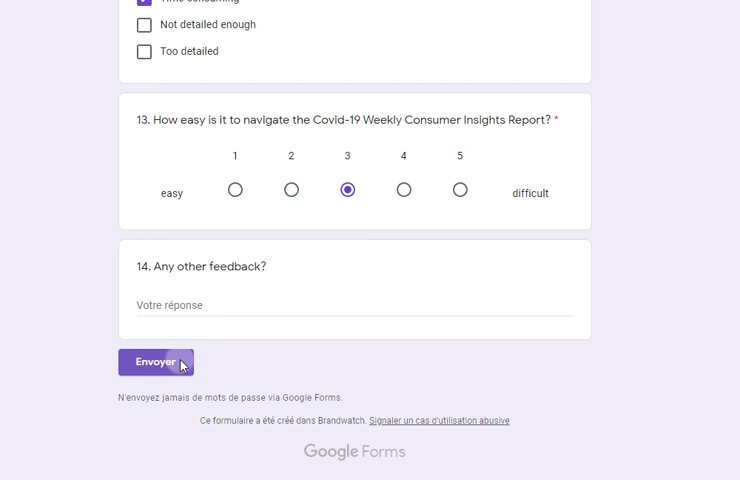 Time consuming
Not detailed enough
Too detailed
13. How easy is it to navigate the Covid-19 Weekly Consumer Insights Report? *
1 2 3 4 5
easy difficult
14. Any other feedback?
Votre réponse
Envoyer
N'envoyez jamais de mots de passe via Google Forms.
Ce formulaire a été créé dans Brandwatch. Signaler un cas d'utilisation abusive
Google Forms